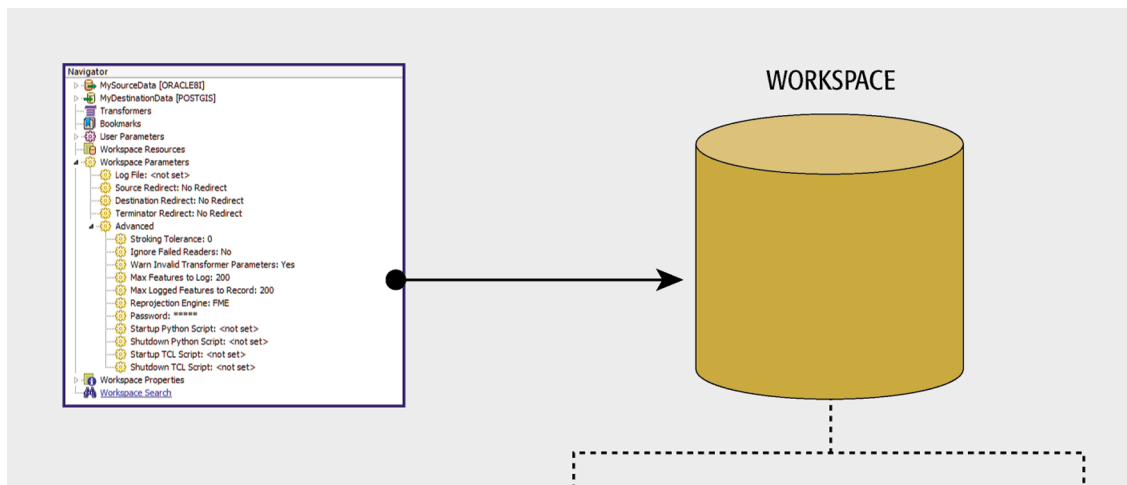 Navigator
MySourceData [ORACLE8I]
MyDestinationData [POSTGIS]
Transformers
Bookmarks
User Parameters
Workspace Resources
Workspace Parameters
Log File: <not set>
Source Redirect: No Redirect
Destination Redirect: No Redirect
Terminator Redirect: No Redirect
Advanced
Stroking Tolerance: 0
Ignore Failed Readers: No
Warn Invalid Transformer Parameters: Yes
Max Features to Log: 200
Max Logged Features to Record: 200
Reprojection Engine: FME
Password: *****
Startup Python Script: <not set>
Shutdown Python Script: <not set>
Startup TCL Script: <not set>
Shutdown TCL Script: <not set>
Workspace Properties
Workspace Search
WORKSPACE